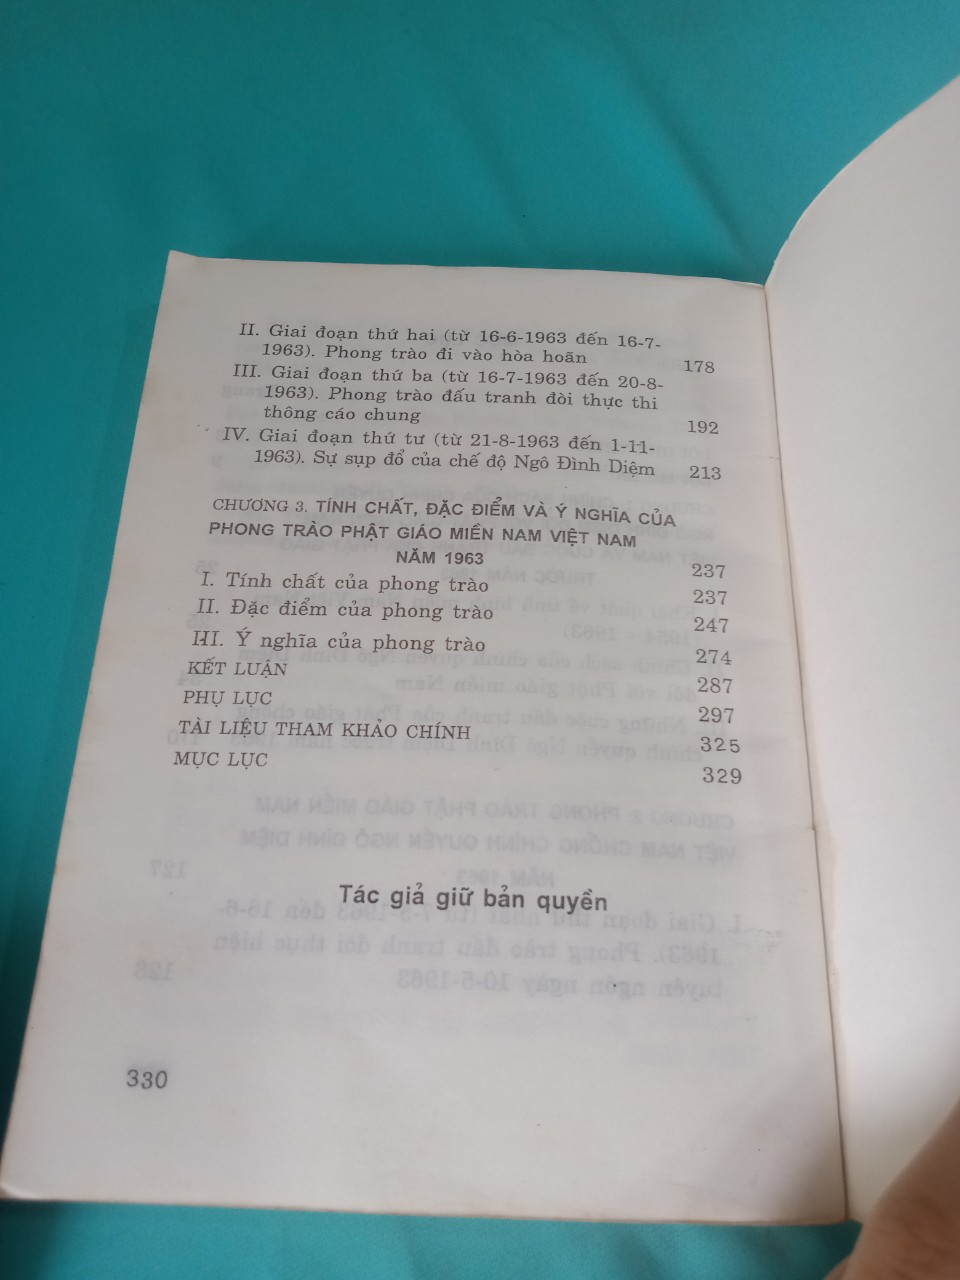 II. Giai đoạn thứ hai (từ 16-6-1963 đến 16-7-
1963). Phong trào đi vào hòa hoãn 178
III. Giai đoạn thứ ba (từ 16-7-1963 đến 20-8-
1963). Phong trào đấu tranh đòi thực thi
thông cáo chung 192
IV. Giai đoạn thứ tư (từ 21-8-1963 đến 1-11-
1963). Sự sụp đổ của chế độ Ngô Đình Diệm 213
CHƯƠNG 3. TÍNH CHẤT, ĐẶC ĐIỂM VÀ Ý NGHĨA CỦA
PHONG TRÀO PHẬT GIÁO MIỀN NAM VIỆT NAM
NĂM 1963 237
I. Tính chất của phong trào 237
II. Đặc điểm của phong trào 247
III. Ý nghĩa của phong trào 274
KẾT LUẬN 287
PHỤ LỤC 297
TÀI LIỆU THAM KHẢO CHÍNH 325
MỤC LỤC 329
Tác giả giữ bản quyền
330